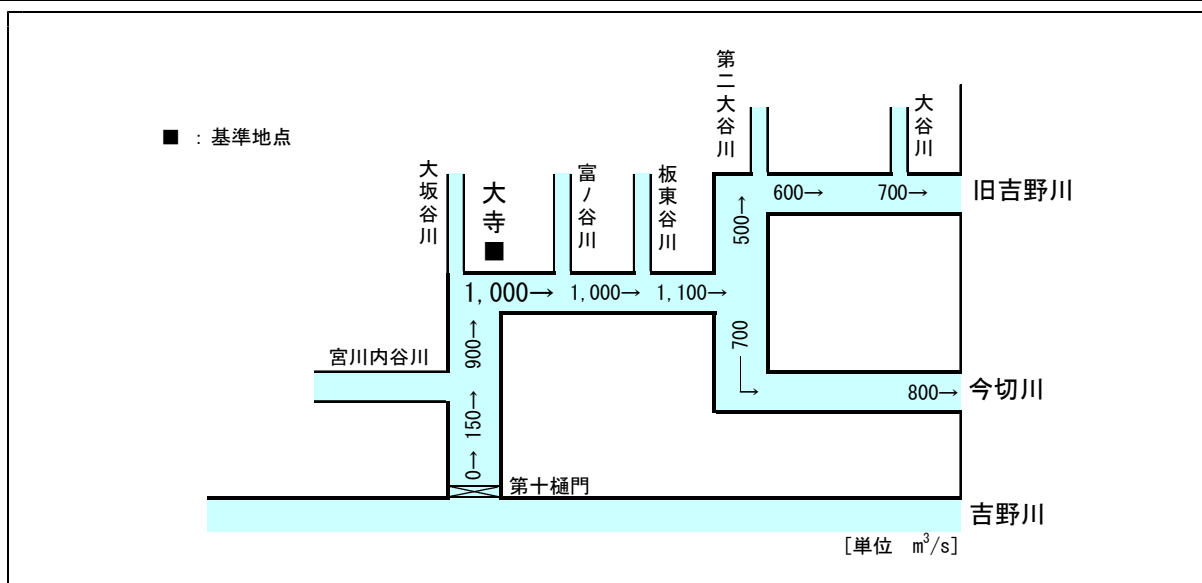 ■ : 基準地点
大坂谷川
大寺
■
富ノ谷川
板東谷川
第二大谷川
大谷川
600→
700→
旧吉野川
500→
1,000→
1,000→
1,100→
900→
700
宮川内谷川
150→
800→
今切川
0→
第十樋門
吉野川
[単位 m³/s]